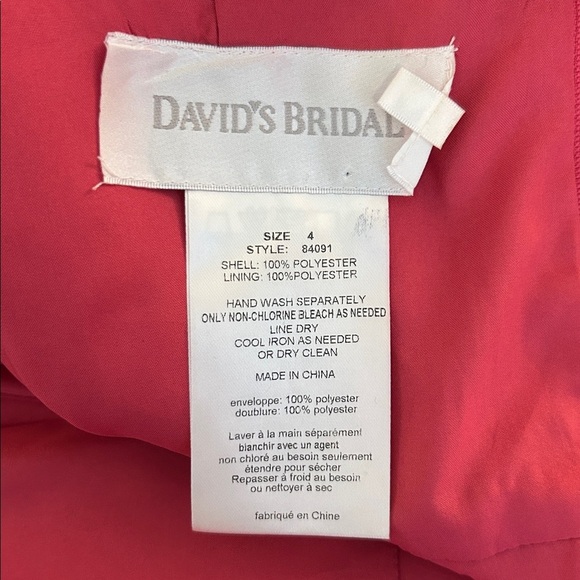 DAVID'S BRIDAL
SIZE 4
STYLE: 84091
SHELL: 100% POLYESTER
LINING: 100%POLYESTER
HAND WASH SEPARATELY
ONLY NON-CHLORINE BLEACH AS NEEDED
LINE DRY
COOL IRON AS NEEDED
OR DRY CLEAN
MADE IN CHINA
enveloppe: 100% polyester
doublure: 100% polyester
Laver à la main séparément
blanchir avec un agent
non chloré au besoin seulement
étendre pour sécher
Repasser à froid au besoin
ou nettoyer à sec
fabriqué en Chine